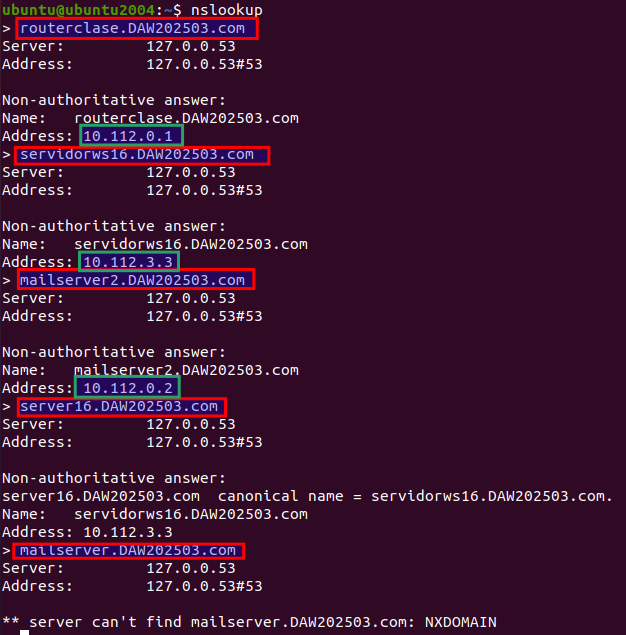 ubuntu@ubuntu2004:~$ nslookup
> routerclase.DAW202503.com
Server:         127.0.0.53
Address:        127.0.0.53#53

Non-authoritative answer:
Name:   routerclase.DAW202503.com
Address: 10.112.0.1
> servidorws16.DAW202503.com
Server:         127.0.0.53
Address:        127.0.0.53#53

Non-authoritative answer:
Name:   servidorws16.DAW202503.com
Address: 10.112.3.3
> mailserver2.DAW202503.com
Server:         127.0.0.53
Address:        127.0.0.53#53

Non-authoritative answer:
Name:   mailserver2.DAW202503.com
Address: 10.112.0.2
> server16.DAW202503.com
Server:         127.0.0.53
Address:        127.0.0.53#53

Non-authoritative answer:
server16.DAW202503.com  canonical name = servidorws16.DAW202503.com.
Name:   servidorws16.DAW202503.com
Address: 10.112.3.3
> mailserver.DAW202503.com
Server:         127.0.0.53
Address:        127.0.0.53#53

** server can't find mailserver.DAW202503.com: NXDOMAIN